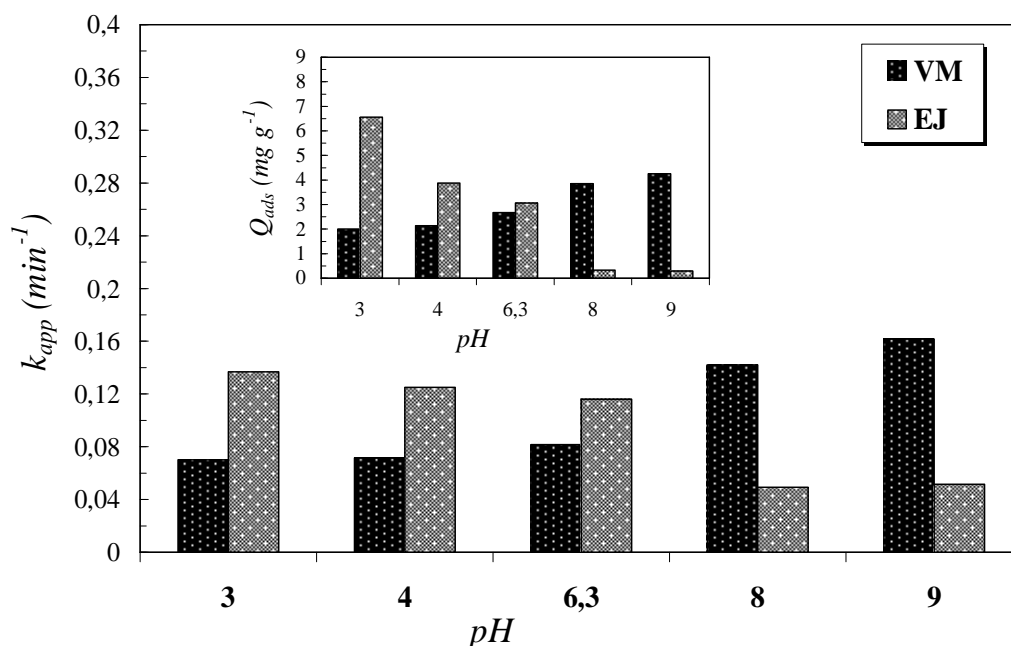 0,4
0,36
0,32
0,28
0,24
0,2
0,16
0,12
0,08
0,04
0
k_app (min^-1)
3 4 6,3 8 9
pH
9
8
7
6
5
4
3
2
1
0
Q_ads (mg g^-1)
3 4 6,3 8 9
pH
VM
EJ